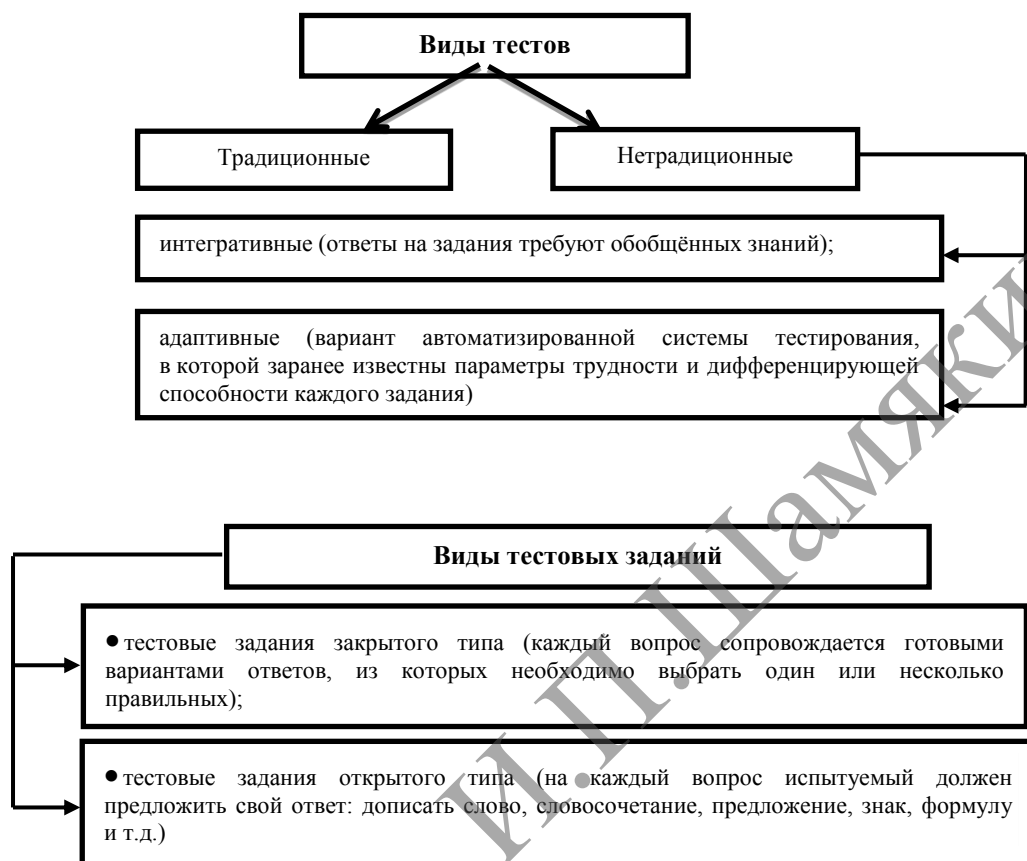 Виды тестов
Традиционные
Нетрадиционные
интегративные (ответы на задания требуют обобщённых знаний);
адаптивные (вариант автоматизированной системы тестирования,
в которой заранее известны параметры трудности и дифференцирующей
способности каждого задания)
Виды тестовых заданий
● тестовые задания закрытого типа (каждый вопрос сопровождается готовыми
вариантами ответов, из которых необходимо выбрать один или несколько
правильных);
● тестовые задания открытого типа (на каждый вопрос испытуемый должен
предложить свой ответ: дописать слово, словосочетание, предложение, знак, формулу
и т.д.)
И.П.Шамяки